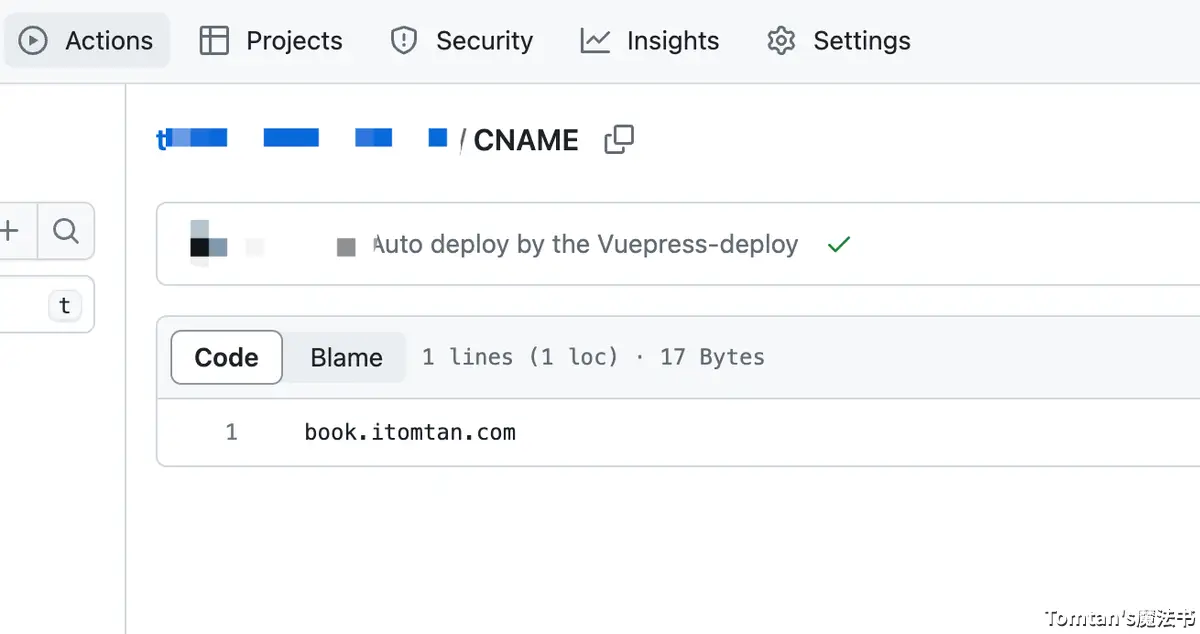 Actions Projects Security Insights Settings
t / CNAME
Auto deploy by the Vuepress-deploy
t
Code Blame 1 lines (1 loc) · 17 Bytes
1 book.itomtan.com
Tomtan's魔法书